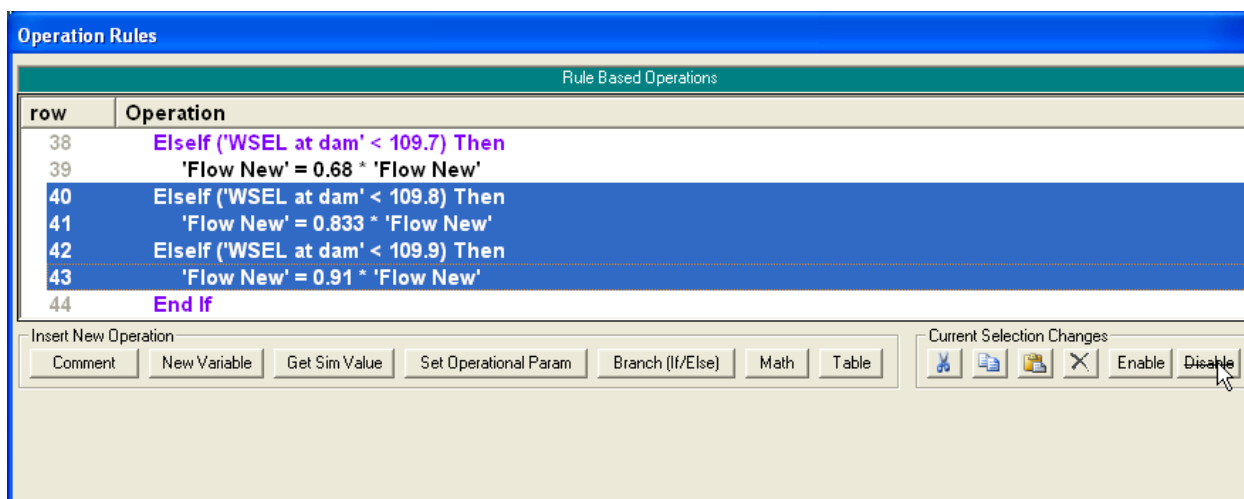 Operation Rules
Rule Based Operations
row Operation
38 ElseIf ('WSEL at dam' < 109.7) Then
39 'Flow New' = 0.68 * 'Flow New'
40 ElseIf ('WSEL at dam' < 109.8) Then
41 'Flow New' = 0.833 * 'Flow New'
42 ElseIf ('WSEL at dam' < 109.9) Then
43 'Flow New' = 0.91 * 'Flow New'
44 End If
Insert New Operation Current Selection Changes
Comment New Variable Get Sim Value Set Operational Param Branch (If/Else) Math Table Enable Disable